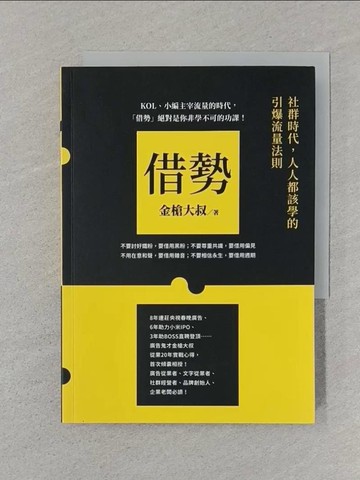 KOL、小編主宰流量的時代，
「借勢」絕對是你非學不可的功課！
社群時代，人人都該學的
引爆流量法則
借勢
金槍大叔／著
不要討好鐵粉，要借用黑粉；不要尊重共識，要借用偏見
不用在意和聲，要借用雜音；不要相信永生，要借用週期
8年連莊央視春晚廣告、
6年助力小米IPO、
3年助BOSS直聘登頂——
廣告鬼才金槍大叔
從業20年實戰心得，
首次傾囊相授！
廣告從業者、文字從業者、
社群經營者、品牌創始人，
企業老闆必讀！